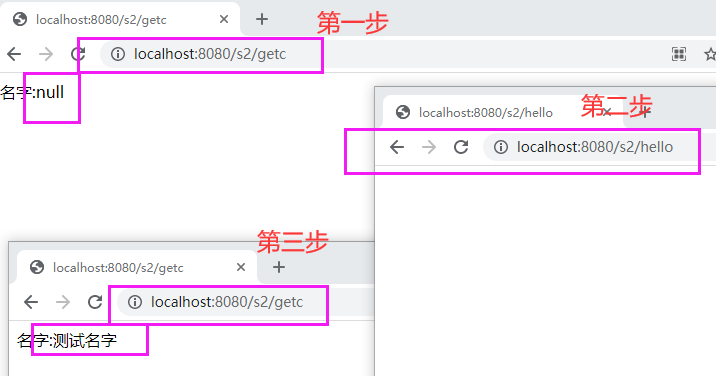 localhost:8080/s2/getc
第一步
localhost:8080/s2/getc
名字:null
localhost:8080/s2/hello
第二步
localhost:8080/s2/hello
第三步
localhost:8080/s2/getc
localhost:8080/s2/getc
名字:测试名字